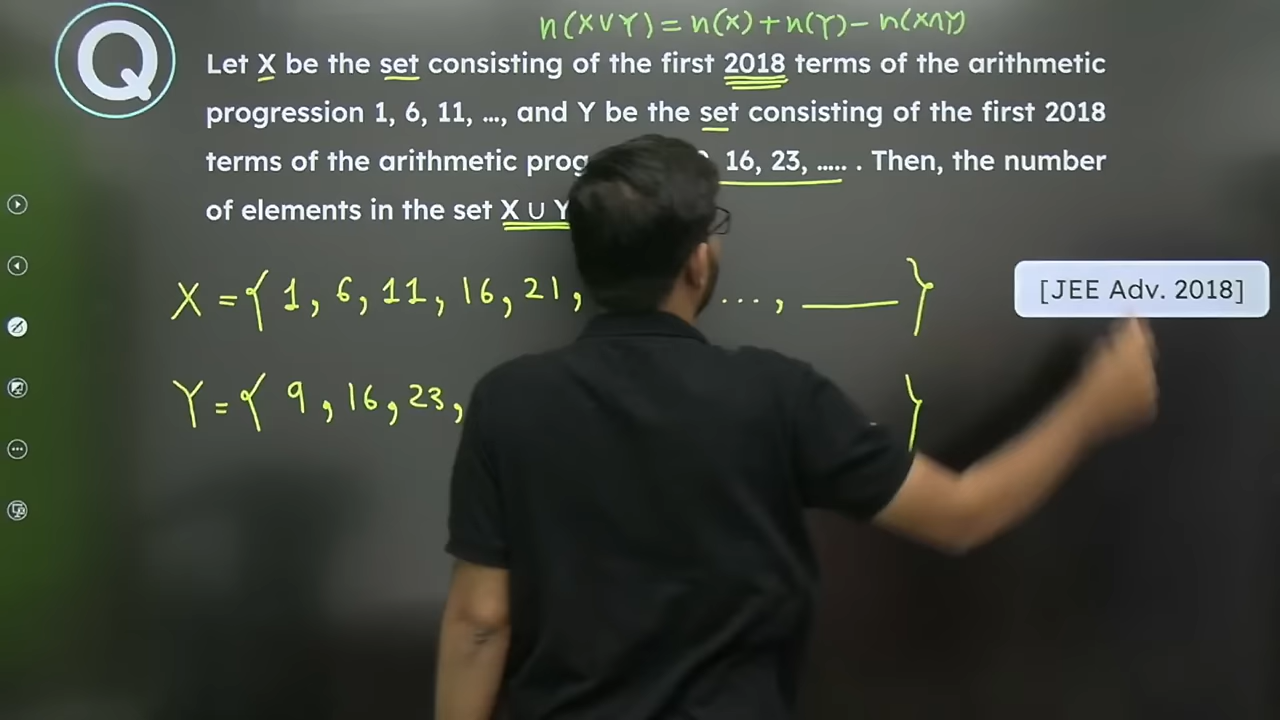 n(X∪Y) = n(X) + n(Y) - n(X∩Y)
Q
Let X be the set consisting of the first 2018 terms of the arithmetic
progression 1, 6, 11, ..., and Y be the set consisting of the first 2018
terms of the arithmetic prog 16, 23, ..... . Then, the number
of elements in the set X ∪ Y
X = { 1, 6, 11, 16, 21, ..., ____ }
[JEE Adv. 2018]
Y = { 9, 16, 23, }